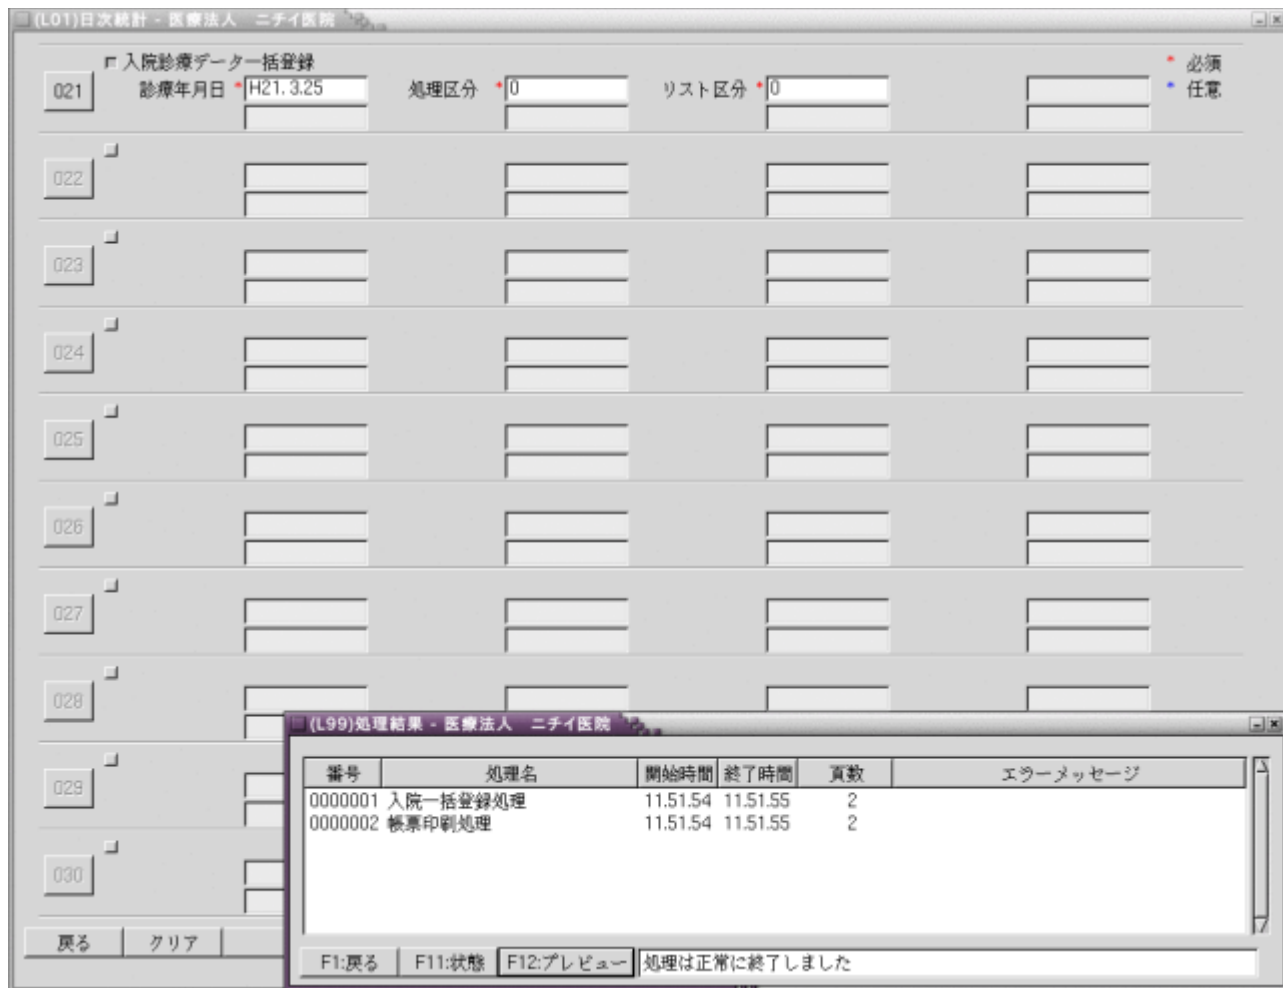 (L01)日次統計 - 医療法人　ニチイ医院
入院診療データ一括登録
* 必須
021 診療年月日 * H21. 3.25 処理区分 * 0 リスト区分 * 0 * 任意
022
023
024
025
026
027
028
029
030
戻る クリア
(L99)処理結果 - 医療法人　ニチイ医院
番号 処理名 開始時間 終了時間 頁数 エラーメッセージ
0000001 入院一括登録処理 11.51.54 11.51.55 2
0000002 帳票印刷処理 11.51.54 11.51.55 2
F1:戻る F11:状態 F12:プレビュー 処理は正常に終了しました